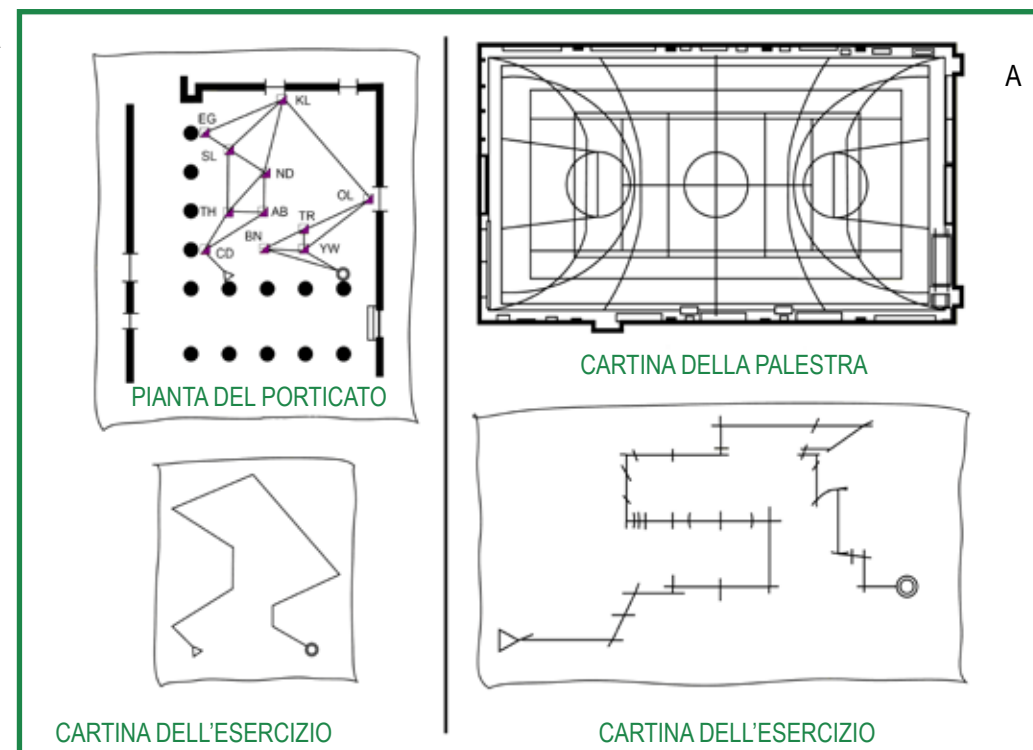 KL
EG
SL
ND
OL
TH
AB
TR
BN
CD
YW
PIANTA DEL PORTICATO
CARTINA DELL'ESERCIZIO
A
CARTINA DELLA PALESTRA
CARTINA DELL'ESERCIZIO